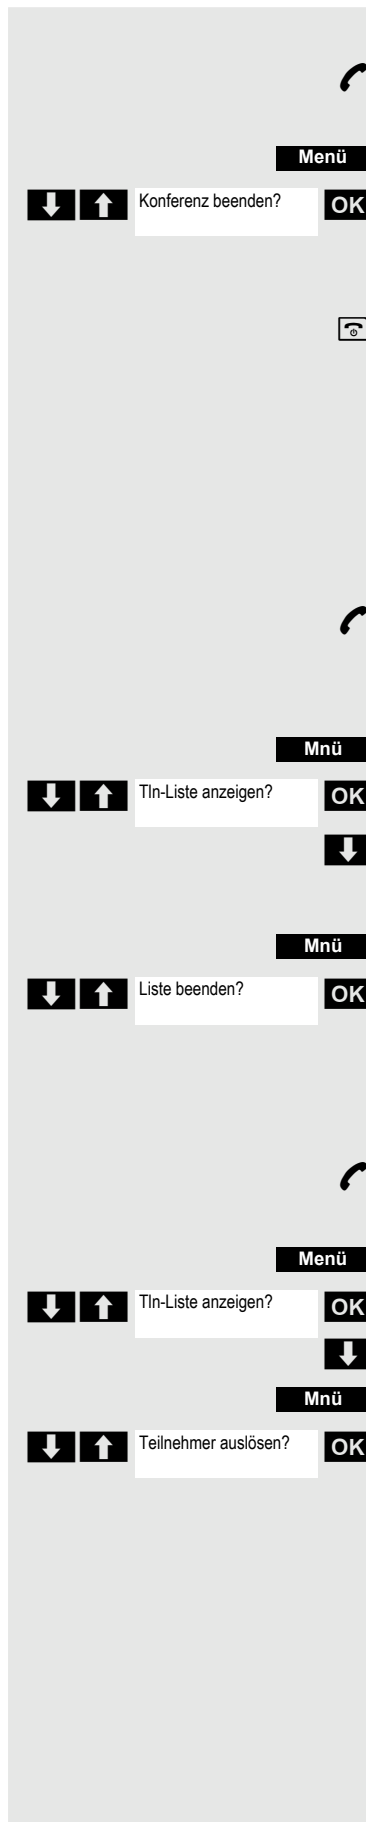 Menü
Konferenz beenden? OK
Mnü
Tln-Liste anzeigen? OK
Mnü
Liste beenden? OK
Menü
Tln-Liste anzeigen? OK
Mnü
Teilnehmer auslösen? OK